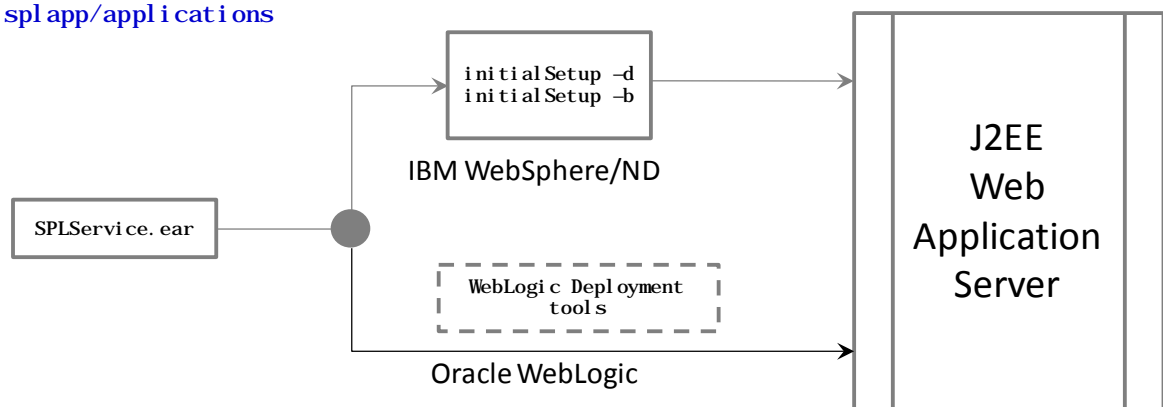 splapp/applications
initialSetup –d
initialSetup –b
IBM WebSphere/ND
SPLService.ear
WebLogic Deployment
tools
Oracle WebLogic
J2EE
Web
Application
Server